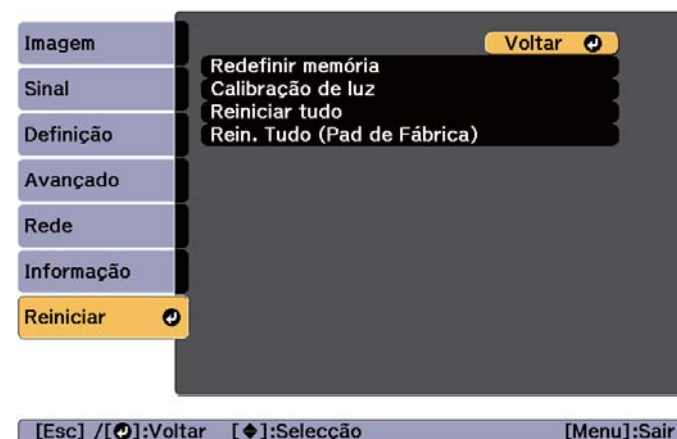 Imagem
Sinal
Definição
Avançado
Rede
Informação
Reiniciar
Voltar
Redefinir memória
Calibração de luz
Reiniciar tudo
Rein. Tudo (Pad de Fábrica)
[Esc] /[↵]:Voltar [◆]:Selecção [Menu]:Sair